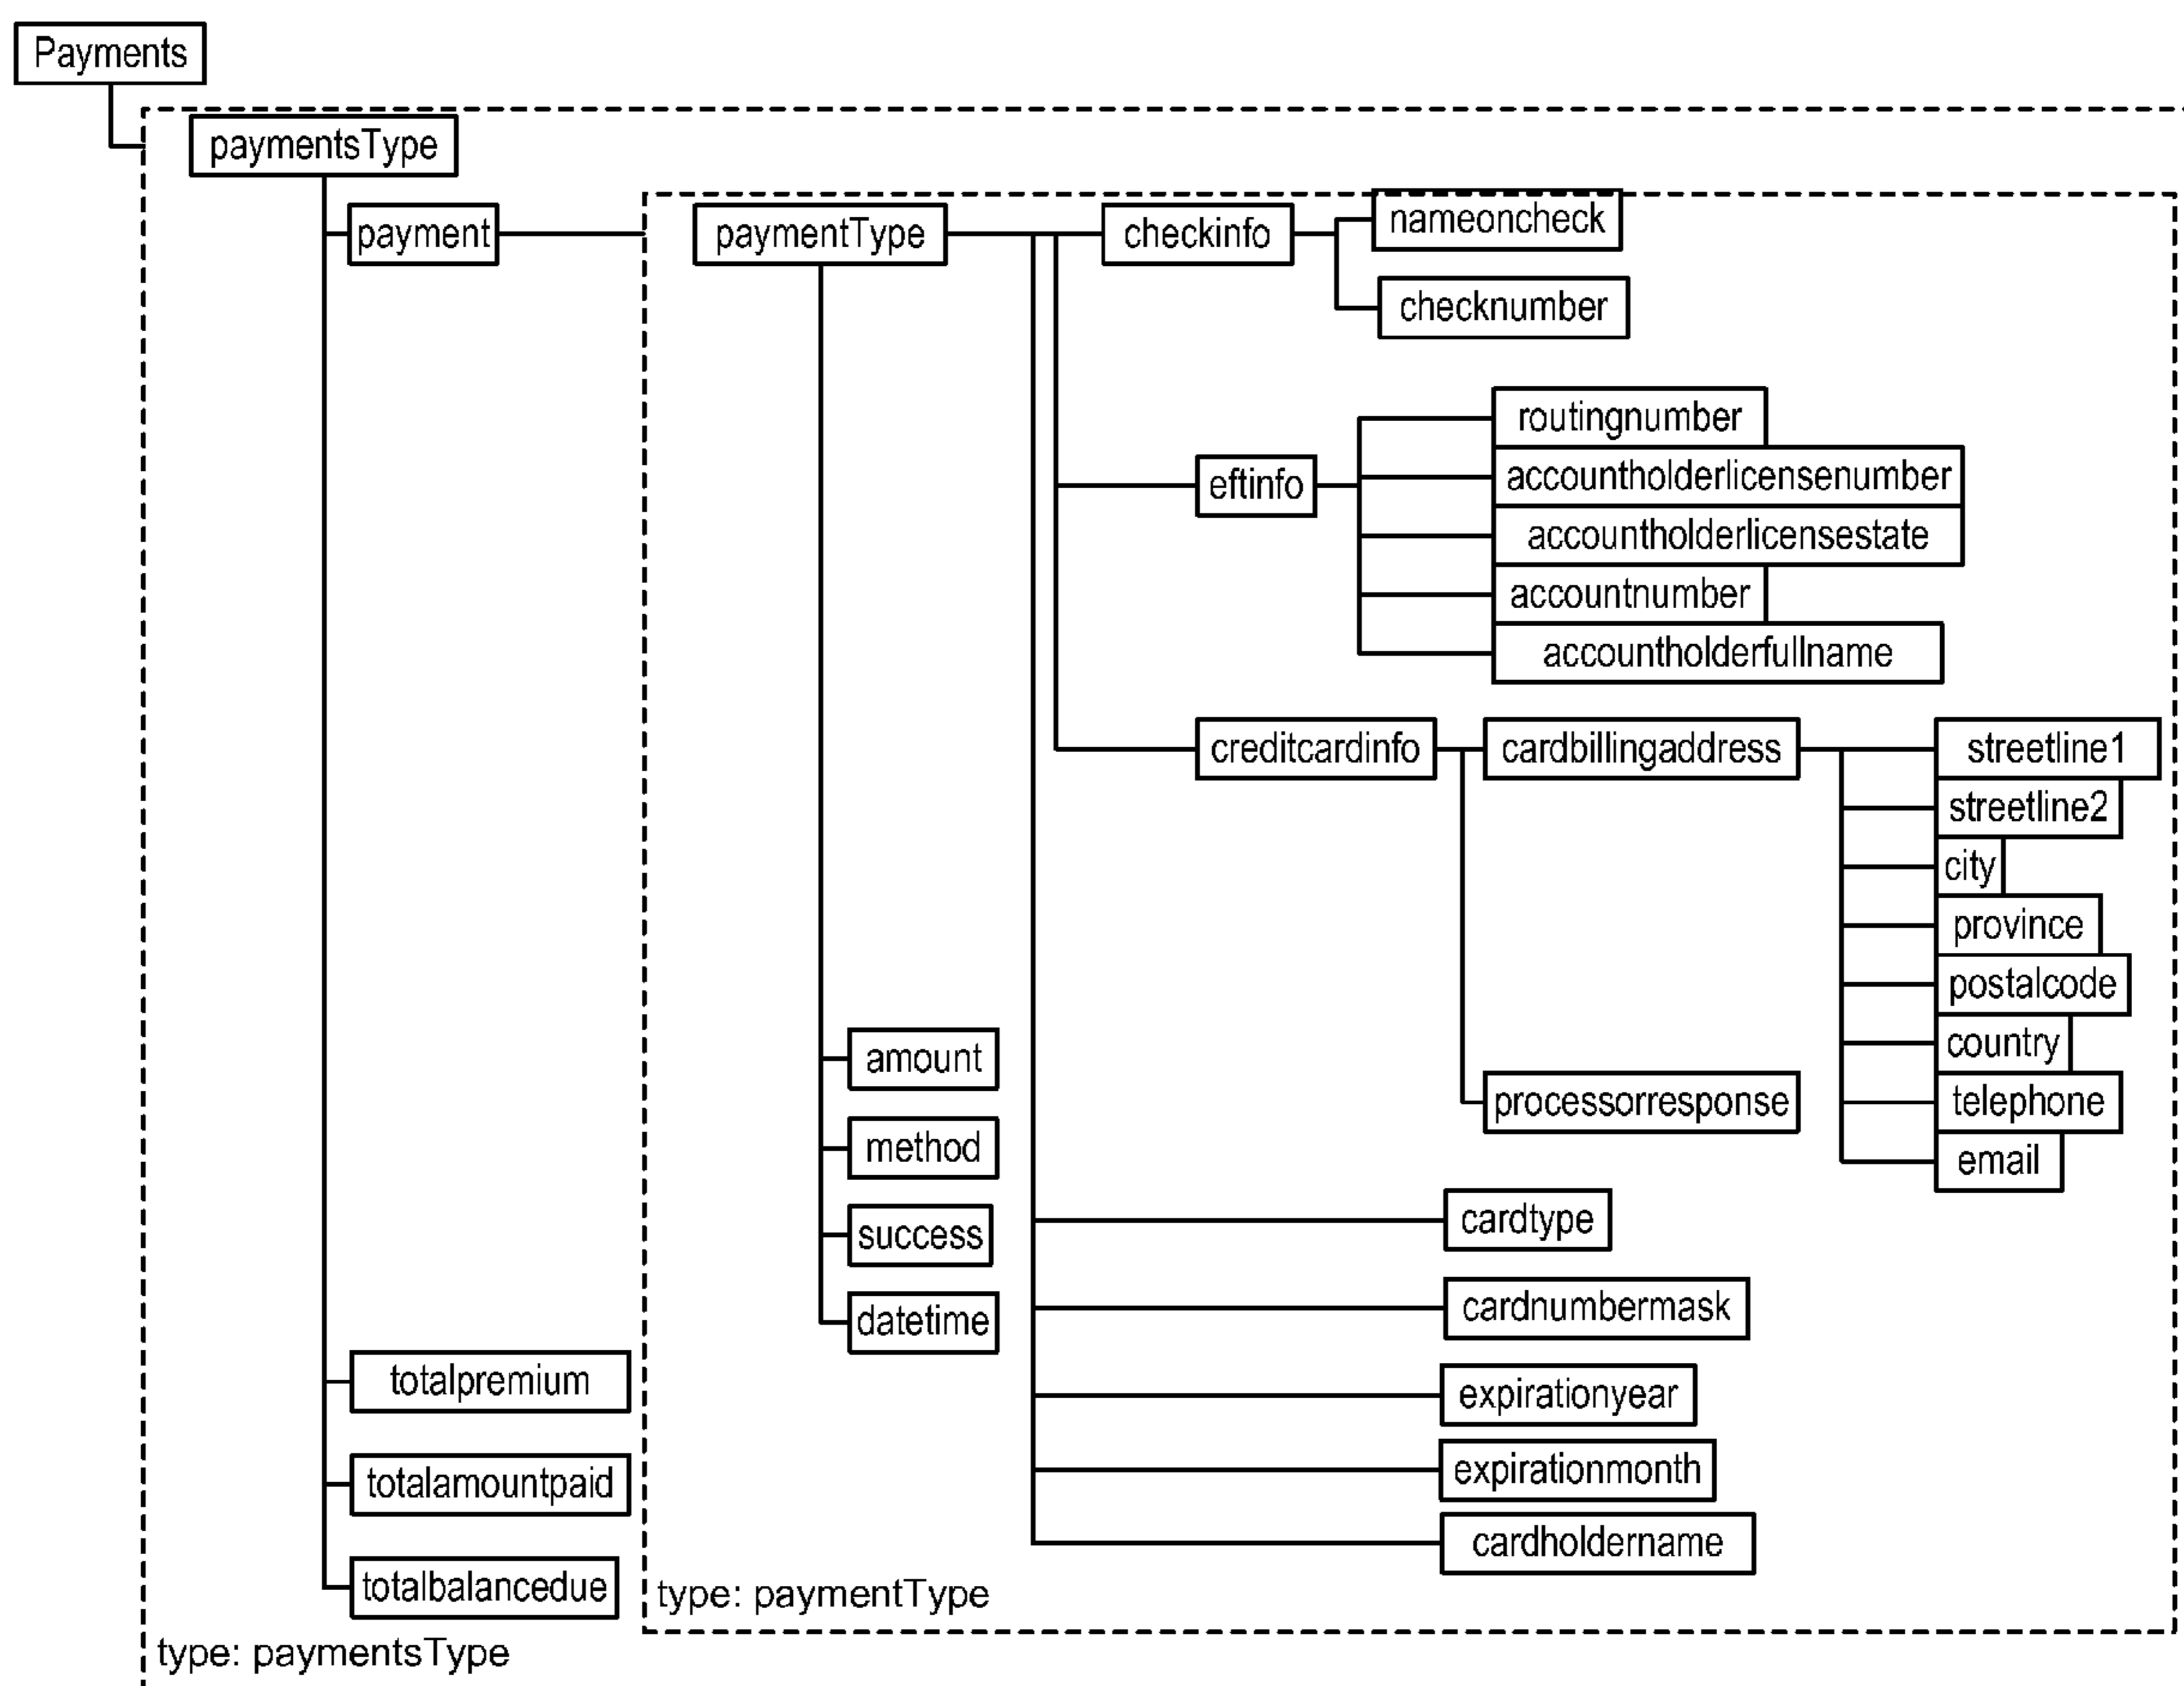 Payments
paymentsType
payment
paymentType
checkinfo
nameoncheck
checknumber
routingnumber
accountholderlicensenumber
eftinfo
accountholderlicensestate
accountnumber
accountholderfullname
creditcardinfo
cardbillingaddress
streetline1
streetline2
city
province
postalcode
country
telephone
email
processorresponse
amount
method
success
datetime
cardtype
cardnumbermask
expirationyear
expirationmonth
cardholdername
totalpremium
totalamountpaid
totalbalancedue
type: paymentType
type: paymentsType